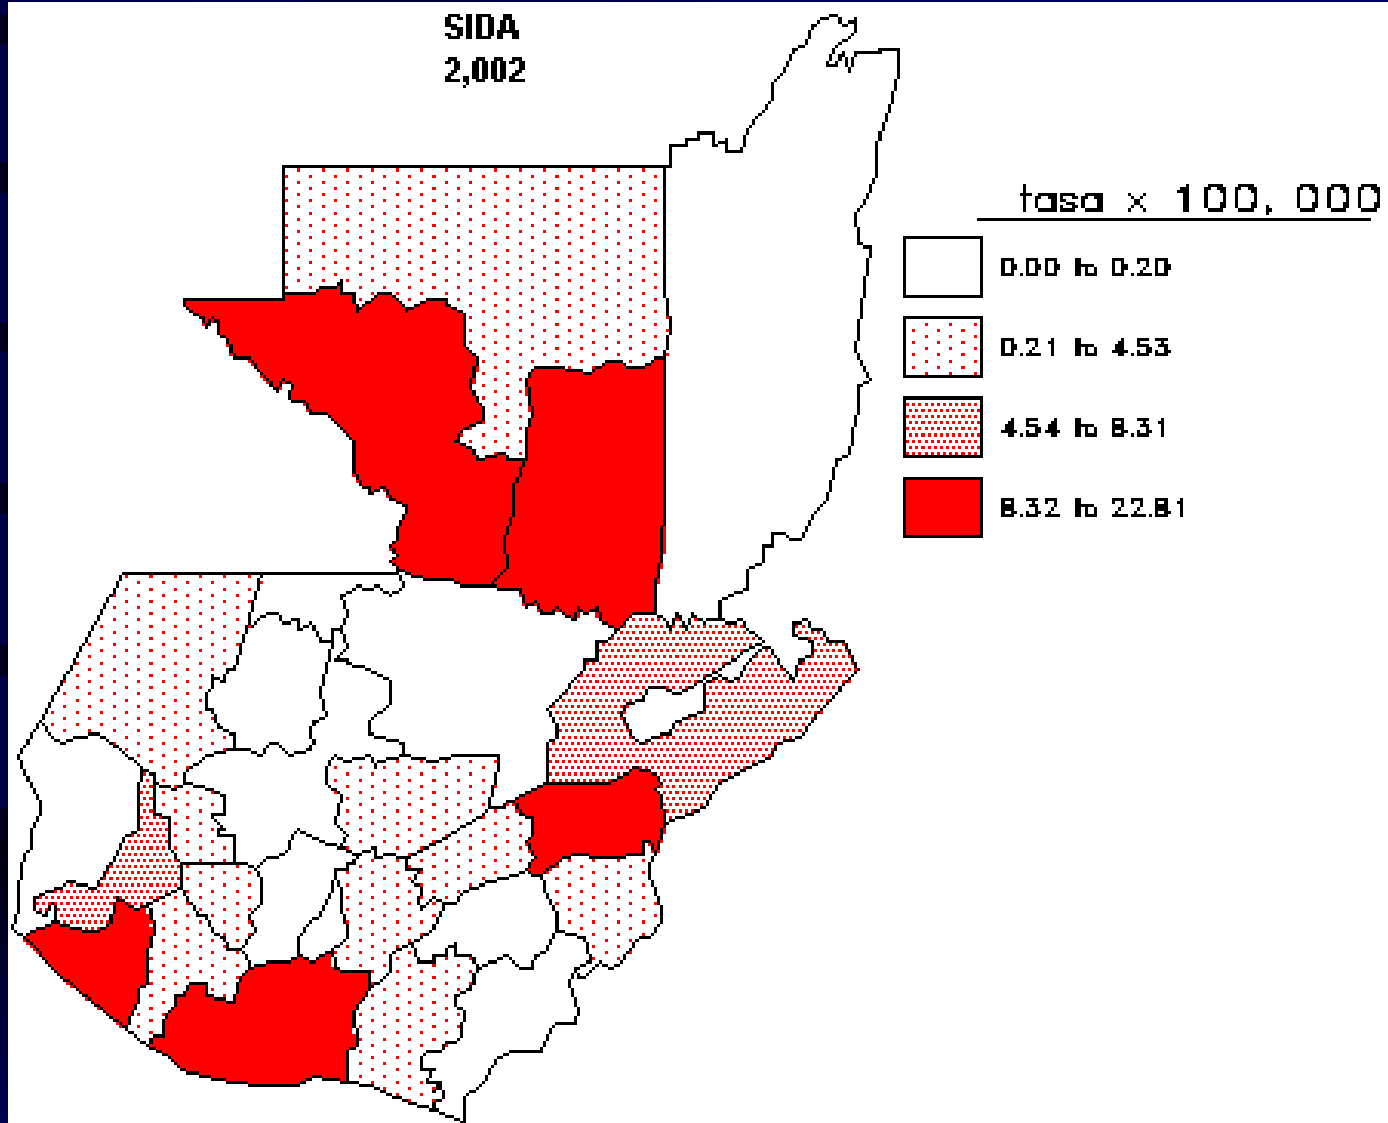 SIDA
2,002
tasa × 100, 000
0.00 to 0.20
0.21 to 4.53
4.54 to 8.31
8.32 to 22.81